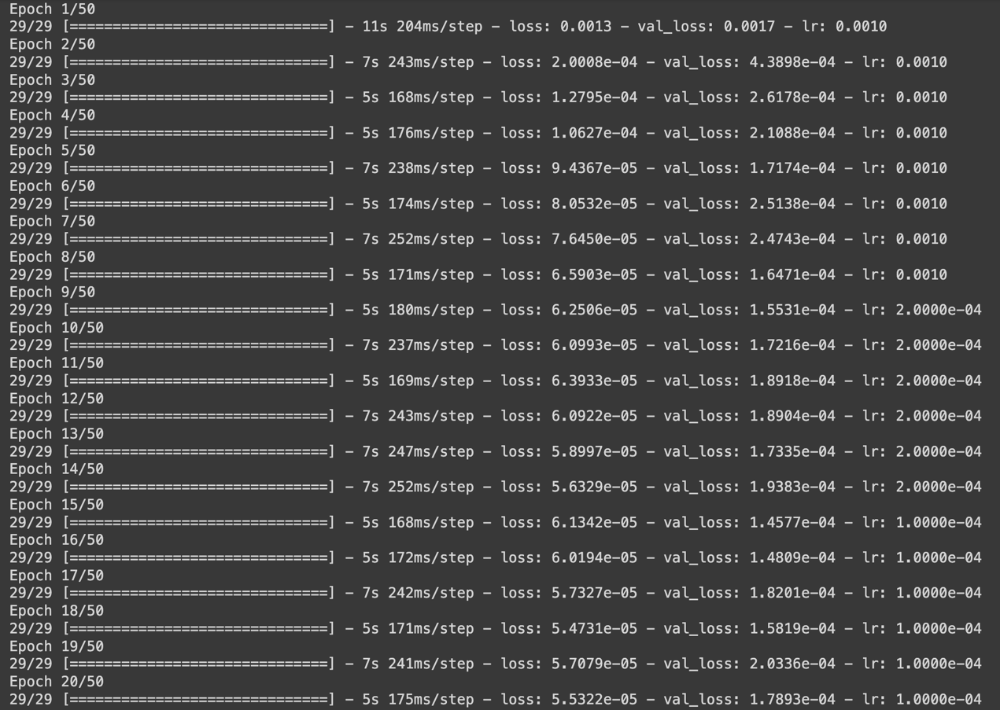 Epoch 1/50
29/29 [==============================] - 11s 204ms/step - loss: 0.0013 - val_loss: 0.0017 - lr: 0.0010
Epoch 2/50
29/29 [==============================] - 7s 243ms/step - loss: 2.0008e-04 - val_loss: 4.3898e-04 - lr: 0.0010
Epoch 3/50
29/29 [==============================] - 5s 168ms/step - loss: 1.2795e-04 - val_loss: 2.6178e-04 - lr: 0.0010
Epoch 4/50
29/29 [==============================] - 5s 176ms/step - loss: 1.0627e-04 - val_loss: 2.1088e-04 - lr: 0.0010
Epoch 5/50
29/29 [==============================] - 7s 238ms/step - loss: 9.4367e-05 - val_loss: 1.7174e-04 - lr: 0.0010
Epoch 6/50
29/29 [==============================] - 5s 174ms/step - loss: 8.0532e-05 - val_loss: 2.5138e-04 - lr: 0.0010
Epoch 7/50
29/29 [==============================] - 7s 252ms/step - loss: 7.6450e-05 - val_loss: 2.4743e-04 - lr: 0.0010
Epoch 8/50
29/29 [==============================] - 5s 171ms/step - loss: 6.5903e-05 - val_loss: 1.6471e-04 - lr: 0.0010
Epoch 9/50
29/29 [==============================] - 5s 180ms/step - loss: 6.2506e-05 - val_loss: 1.5531e-04 - lr: 2.0000e-04
Epoch 10/50
29/29 [==============================] - 7s 237ms/step - loss: 6.0993e-05 - val_loss: 1.7216e-04 - lr: 2.0000e-04
Epoch 11/50
29/29 [==============================] - 5s 169ms/step - loss: 6.3933e-05 - val_loss: 1.8918e-04 - lr: 2.0000e-04
Epoch 12/50
29/29 [==============================] - 7s 243ms/step - loss: 6.0922e-05 - val_loss: 1.8904e-04 - lr: 2.0000e-04
Epoch 13/50
29/29 [==============================] - 7s 247ms/step - loss: 5.8997e-05 - val_loss: 1.7335e-04 - lr: 2.0000e-04
Epoch 14/50
29/29 [==============================] - 7s 252ms/step - loss: 5.6329e-05 - val_loss: 1.9383e-04 - lr: 2.0000e-04
Epoch 15/50
29/29 [==============================] - 5s 168ms/step - loss: 6.1342e-05 - val_loss: 1.4577e-04 - lr: 1.0000e-04
Epoch 16/50
29/29 [==============================] - 5s 172ms/step - loss: 6.0194e-05 - val_loss: 1.4809e-04 - lr: 1.0000e-04
Epoch 17/50
29/29 [==============================] - 7s 242ms/step - loss: 5.7327e-05 - val_loss: 1.8201e-04 - lr: 1.0000e-04
Epoch 18/50
29/29 [==============================] - 5s 171ms/step - loss: 5.4731e-05 - val_loss: 1.5819e-04 - lr: 1.0000e-04
Epoch 19/50
29/29 [==============================] - 7s 241ms/step - loss: 5.7079e-05 - val_loss: 2.0336e-04 - lr: 1.0000e-04
Epoch 20/50
29/29 [==============================] - 5s 175ms/step - loss: 5.5322e-05 - val_loss: 1.7893e-04 - lr: 1.0000e-04